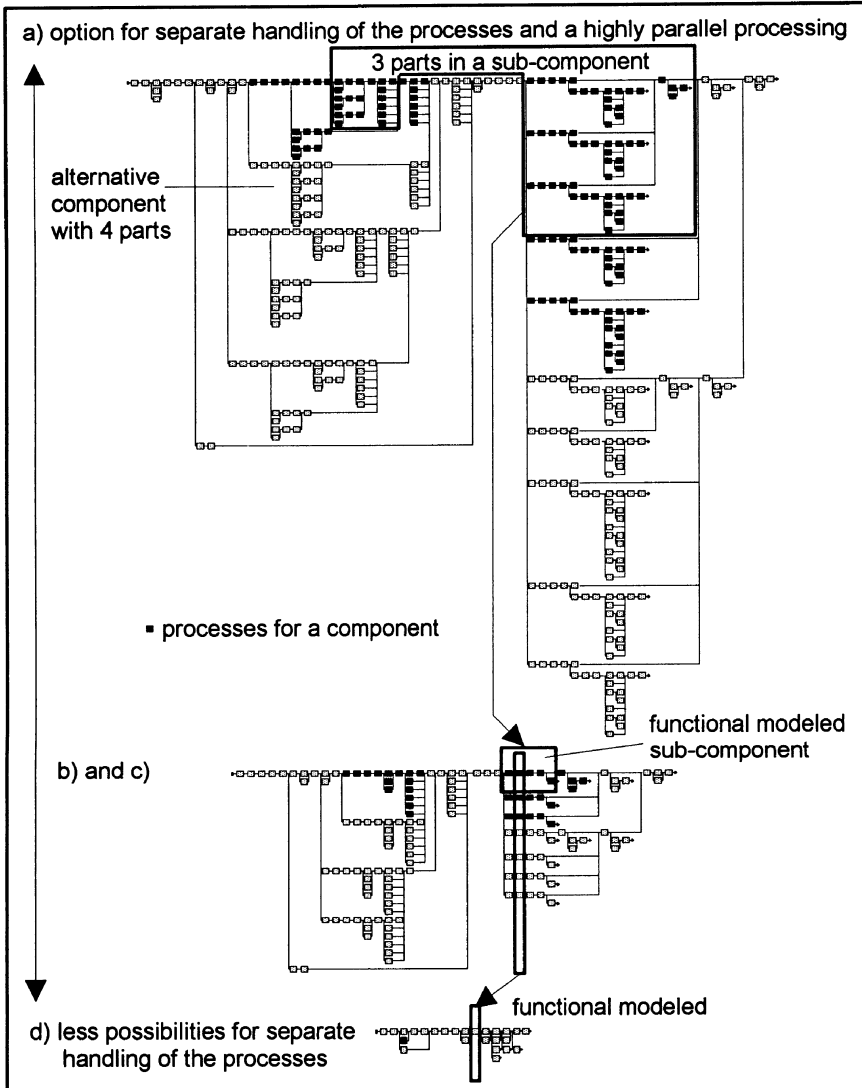 a) option for separate handling of the processes and a highly parallel processing
3 parts in a sub-component
alternative
component
with 4 parts
processes for a component
functional modeled
sub-component
b) and c)
functional modeled
d) less possibilities for separate
handling of the processes